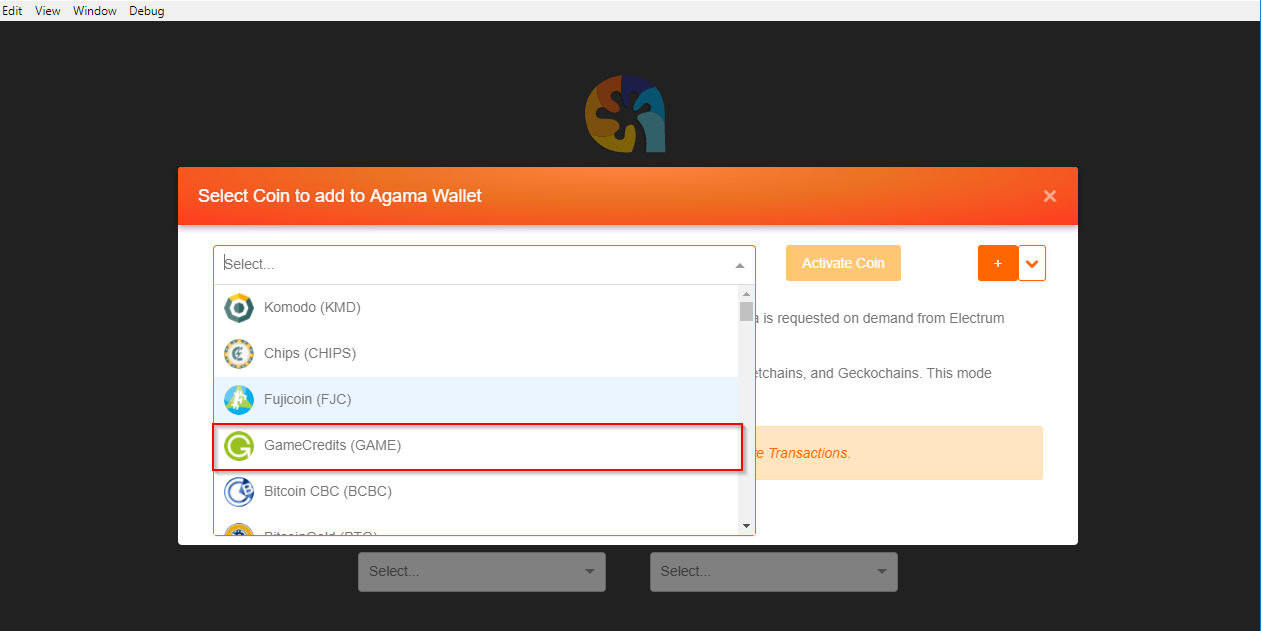 Edit View Window Debug
Select Coin to add to Agama Wallet
Select...
Activate Coin
+
Komodo (KMD)
is requested on demand from Electrum
Chips (CHIPS)
etchains, and Geckochains. This mode
Fujicoin (FJC)
GameCredits (GAME)
Transactions.
Bitcoin CBC (BCBC)
Select...
Select...